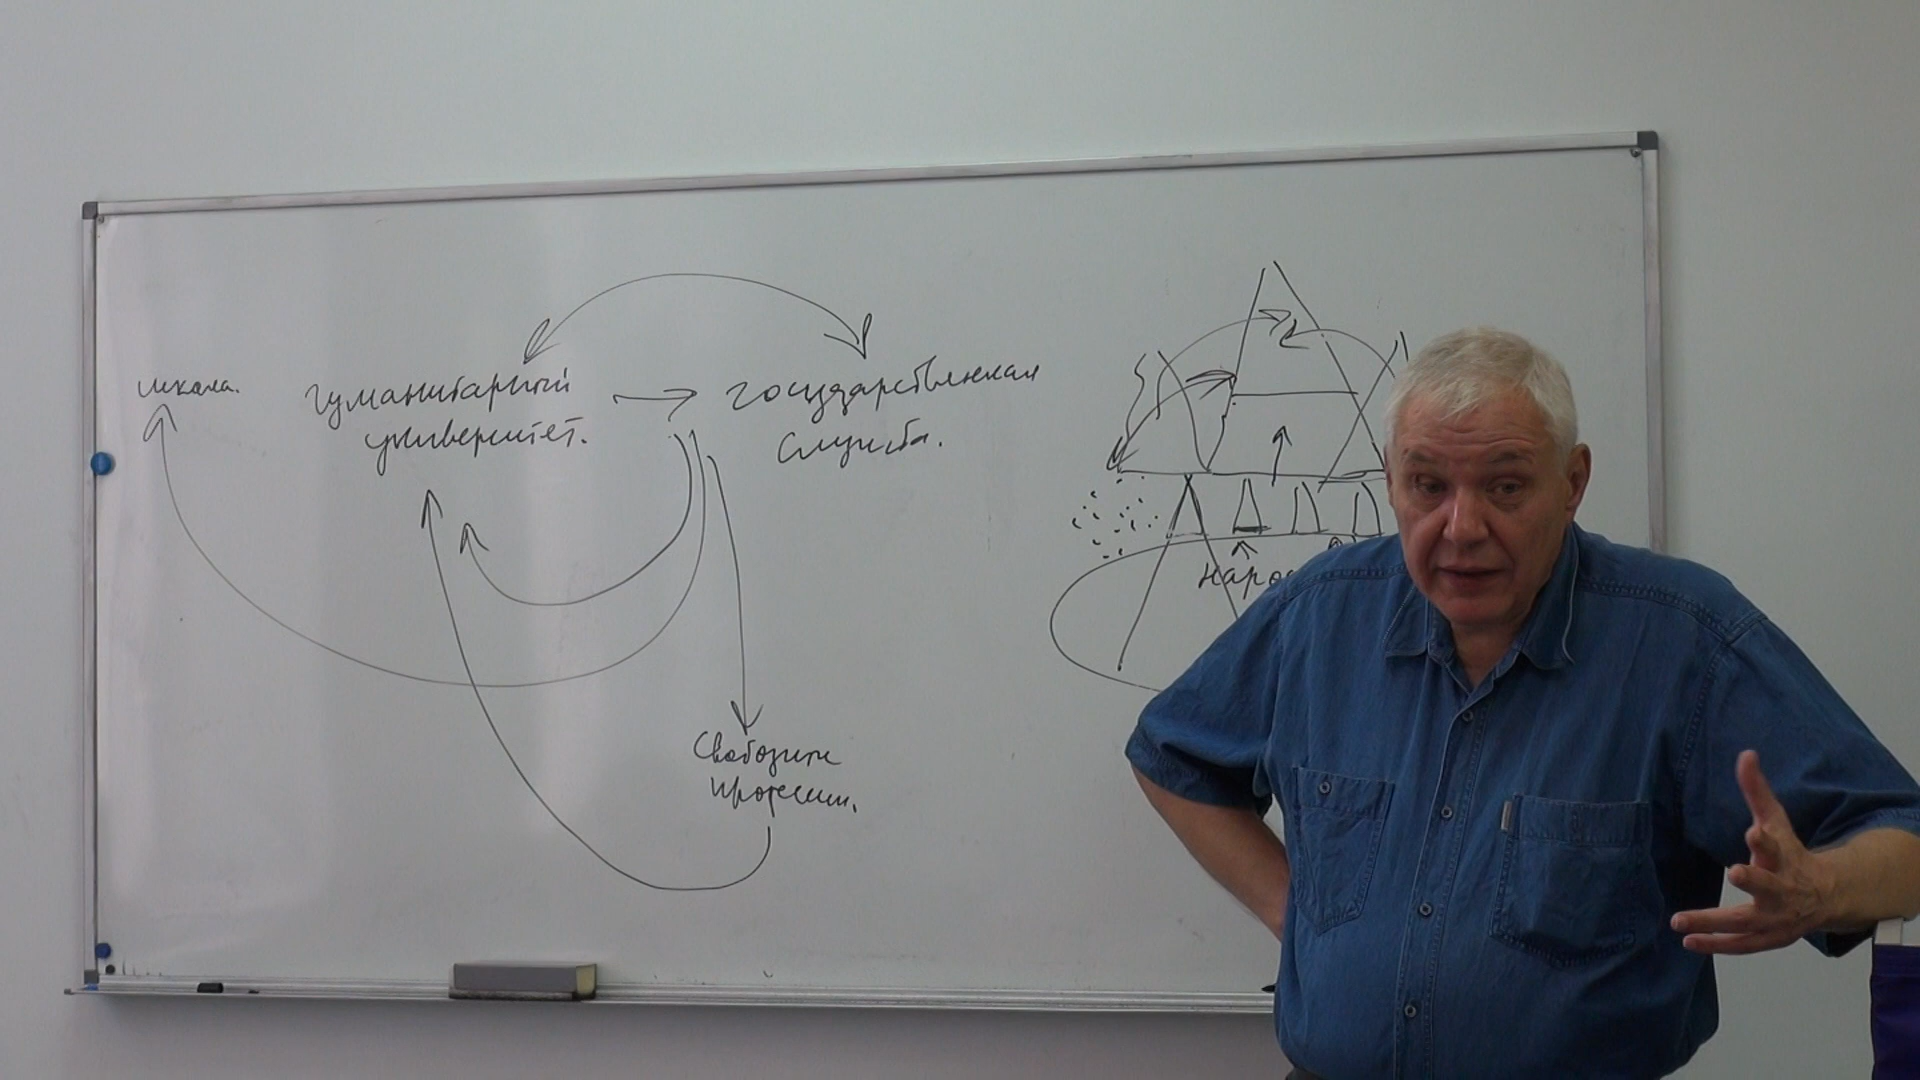 школа.
гуманитарный
университет.
государственная
служба.
Свободные
профессии.
наро